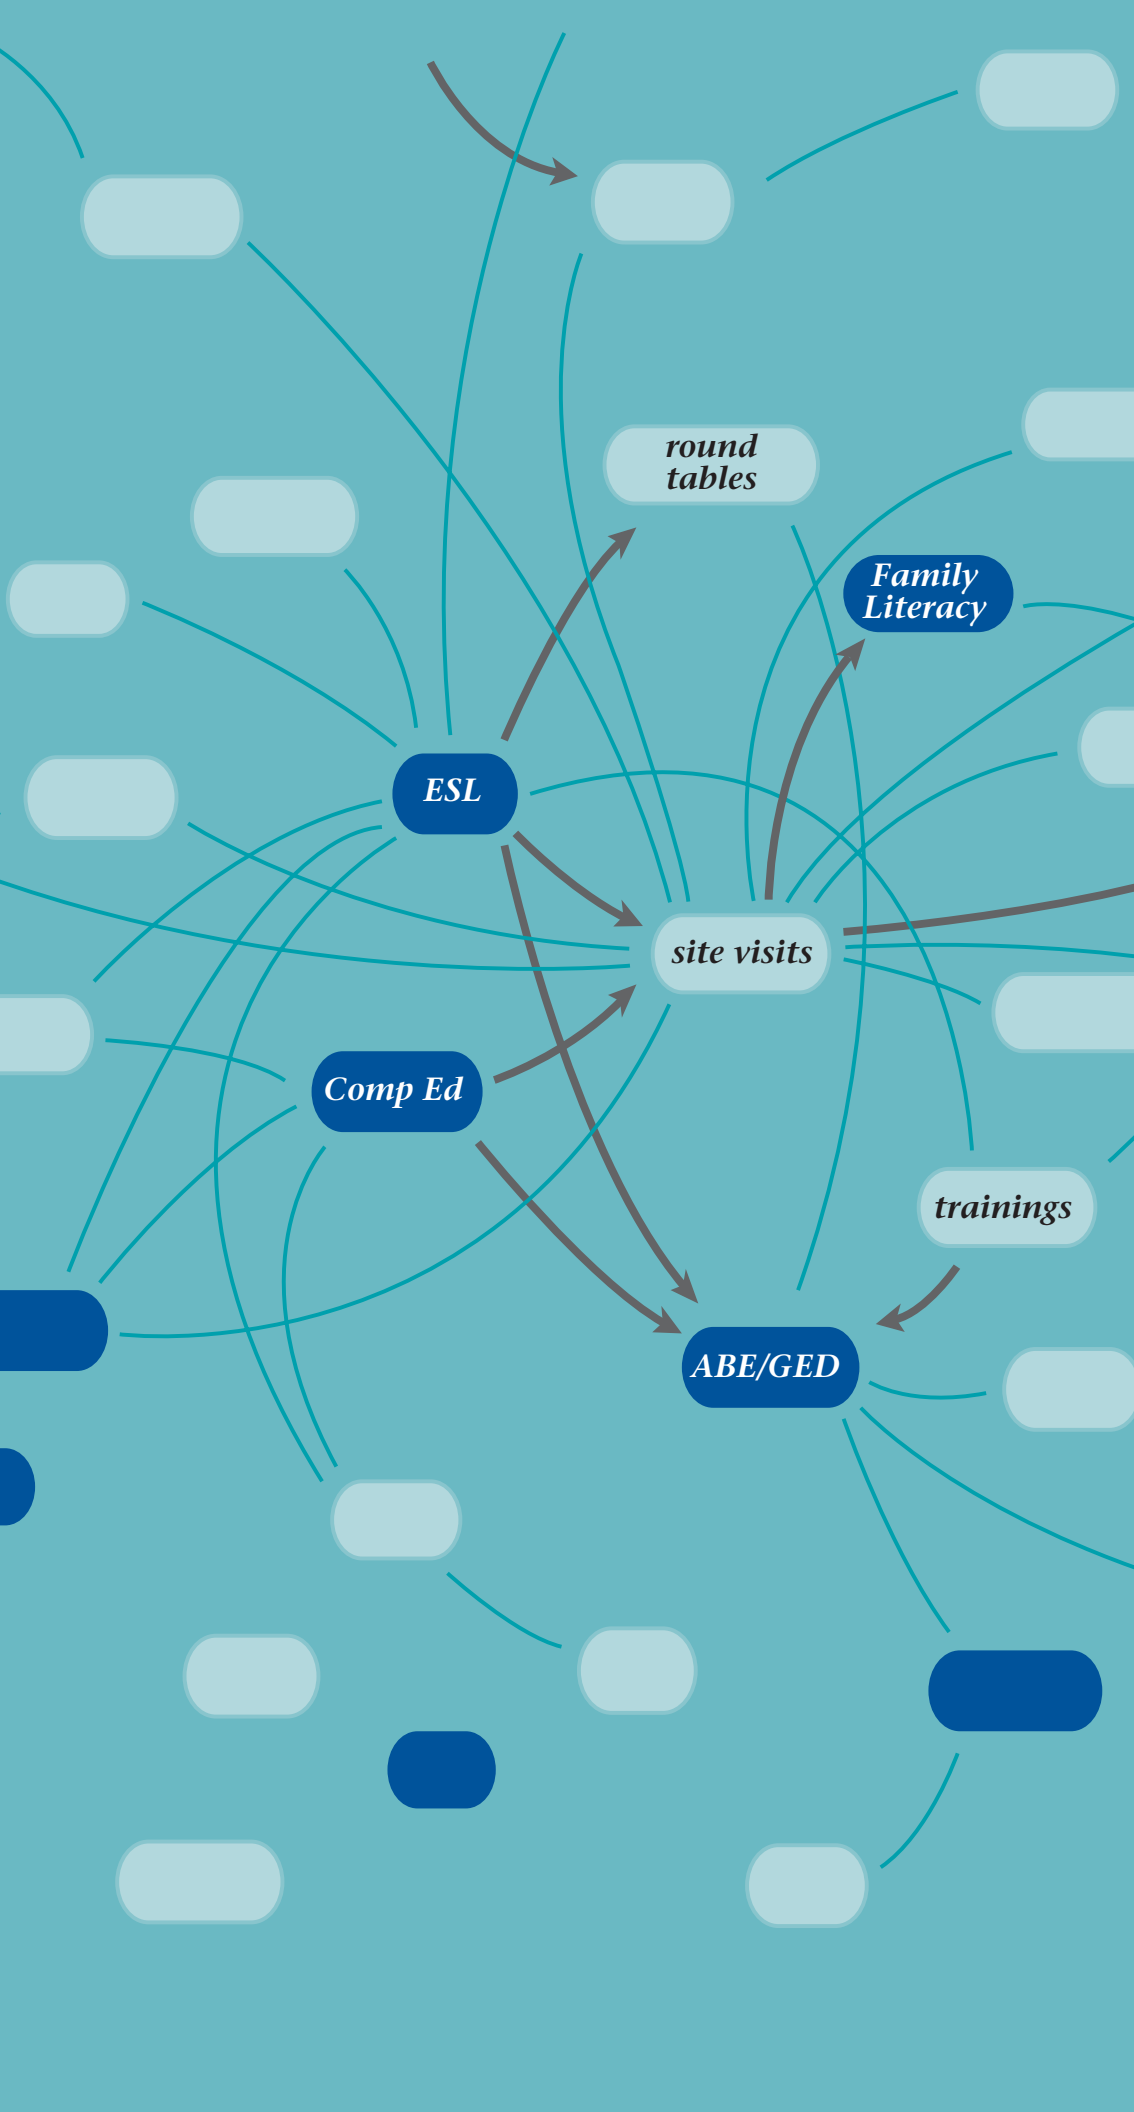 round
tables
Family
Literacy
ESL
site visits
Comp Ed
trainings
ABE/GED